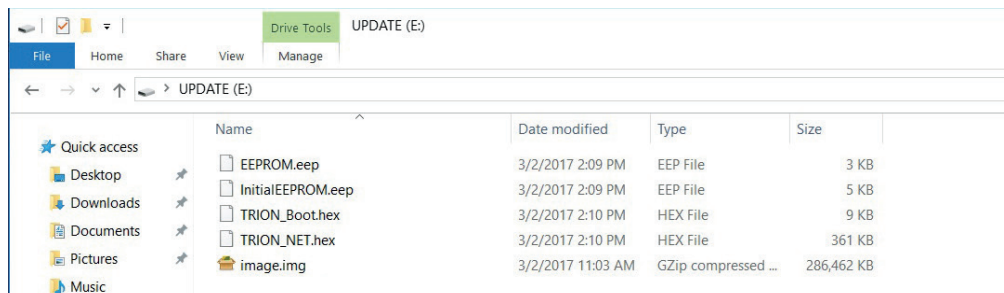 Drive Tools UPDATE (E:)
File Home Share View Manage
UPDATE (E:)
Name Date modified Type Size
Quick access
EEPROM.eep 3/2/2017 2:09 PM EEP File 3 KB
Desktop
InitialEEPROM.eep 3/2/2017 2:09 PM EEP File 5 KB
Downloads
TRION_Boot.hex 3/2/2017 2:10 PM HEX File 9 KB
Documents
TRION_NET.hex 3/2/2017 2:10 PM HEX File 361 KB
Pictures
image.img 3/2/2017 11:03 AM GZip compressed ... 286,462 KB
Music